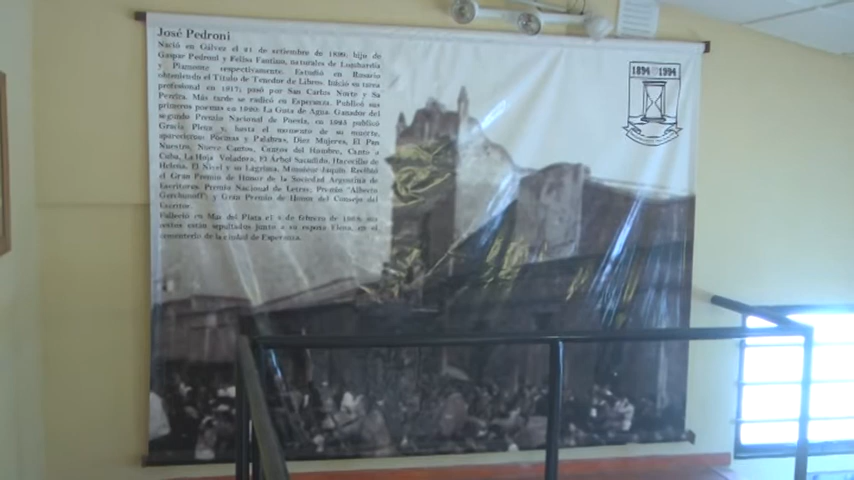 José Pedroni
Nació en Gálvez el 21 de setiembre de 1899; hijo de
Gaspar Pedroni y Felisa Fantino, naturales de Lombardía
y Piamonte respectivamente. Estudió en Rosario
obteniendo el Título de Tenedor de Libros. Inició su tarea
profesional en 1917; pasó por San Carlos Norte y Sa
Pereira. Más tarde se radicó en Esperanza. Publicó sus
primeros poemas en 1920: La Gota de Agua. Ganador del
segundo Premio Nacional de Poesía, en 1925 publicó
Gracia Plena y, hasta el momento de su muerte,
aparecieron: Poemas y Palabras, Diez Mujeres, El Pan
Nuestro, Nueve Cantos, Cantos del Hombre, Canto a
Cuba, La Hoja Voladora, El Árbol Sacudido, Hacecillo de
Helena, El Nivel y su Lágrima, Monsieur Jaquín. Recibió
el Gran Premio de Honor de la Sociedad Argentina de
Escritores, Premio Nacional de Letras, Premio "Alberto
Gerchunoff" y Gran Premio de Honor del Consejo del
Escritor.
Falleció en Mar del Plata el 4 de febrero de 1968; sus
restos están sepultados junto a su esposa Elena, en el
cementerio de la ciudad de Esperanza.
1894 1994